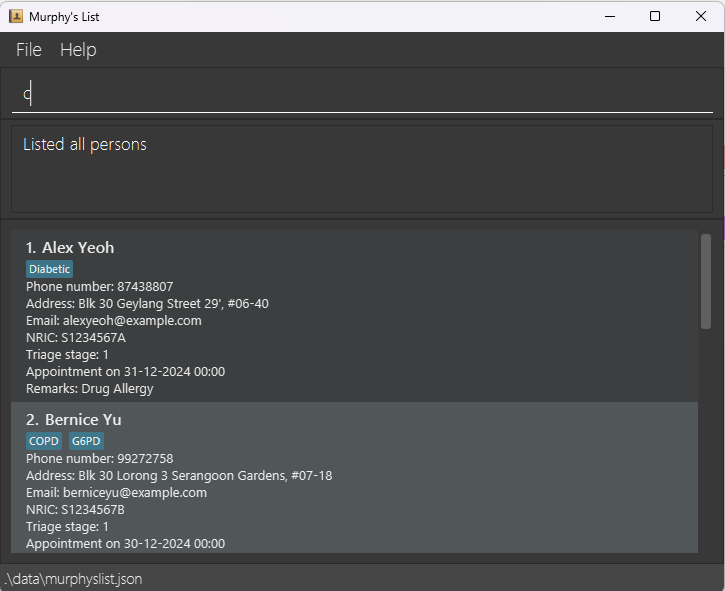 Murphy's List
File Help
c
Listed all persons
1. Alex Yeoh
Diabetic
Phone number: 87438807
Address: Blk 30 Geylang Street 29', #06-40
Email: alexyeoh@example.com
NRIC: S1234567A
Triage stage: 1
Appointment on 31-12-2024 00:00
Remarks: Drug Allergy
2. Bernice Yu
COPD G6PD
Phone number: 99272758
Address: Blk 30 Lorong 3 Serangoon Gardens, #07-18
Email: berniceyu@example.com
NRIC: S1234567B
Triage stage: 1
Appointment on 30-12-2024 00:00
.\data\murphyslist.json